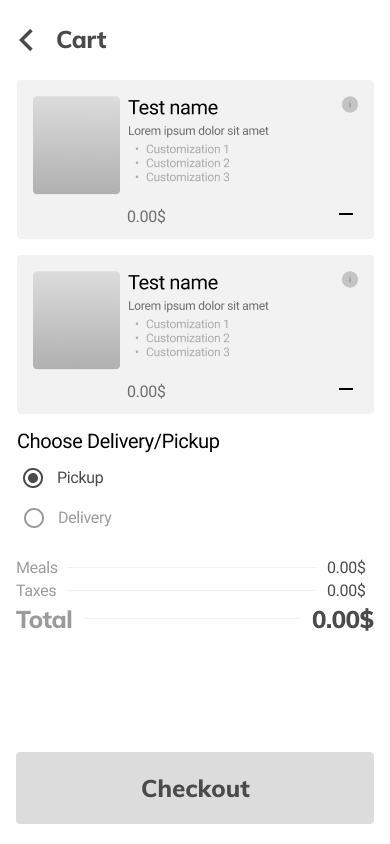 Cart
Test name
Lorem ipsum dolor sit amet
• Customization 1
• Customization 2
• Customization 3
0.00$
Test name
Lorem ipsum dolor sit amet
• Customization 1
• Customization 2
• Customization 3
0.00$
Choose Delivery/Pickup
Pickup
Delivery
Meals 0.00$
Taxes 0.00$
Total 0.00$
Checkout